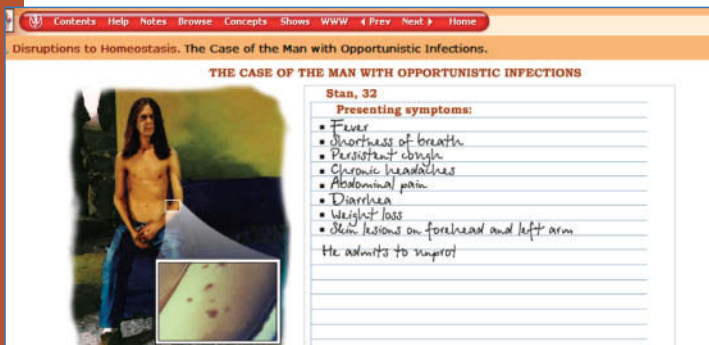 Contents Help Notes Browse Concepts Shows WWW Prev Next Home
, Disruptions to Homeostasis. The Case of the Man with Opportunistic Infections.
THE CASE OF THE MAN WITH OPPORTUNISTIC INFECTIONS
Stan, 32
Presenting symptoms:
▪ Fever
▪ Shortness of breath
▪ Persistent cough
▪ Chronic headaches
▪ Abdominal pain
▪ Diarrhea
▪ Weight loss
▪ Skin lesions on forehead and left arm
He admits to unprot